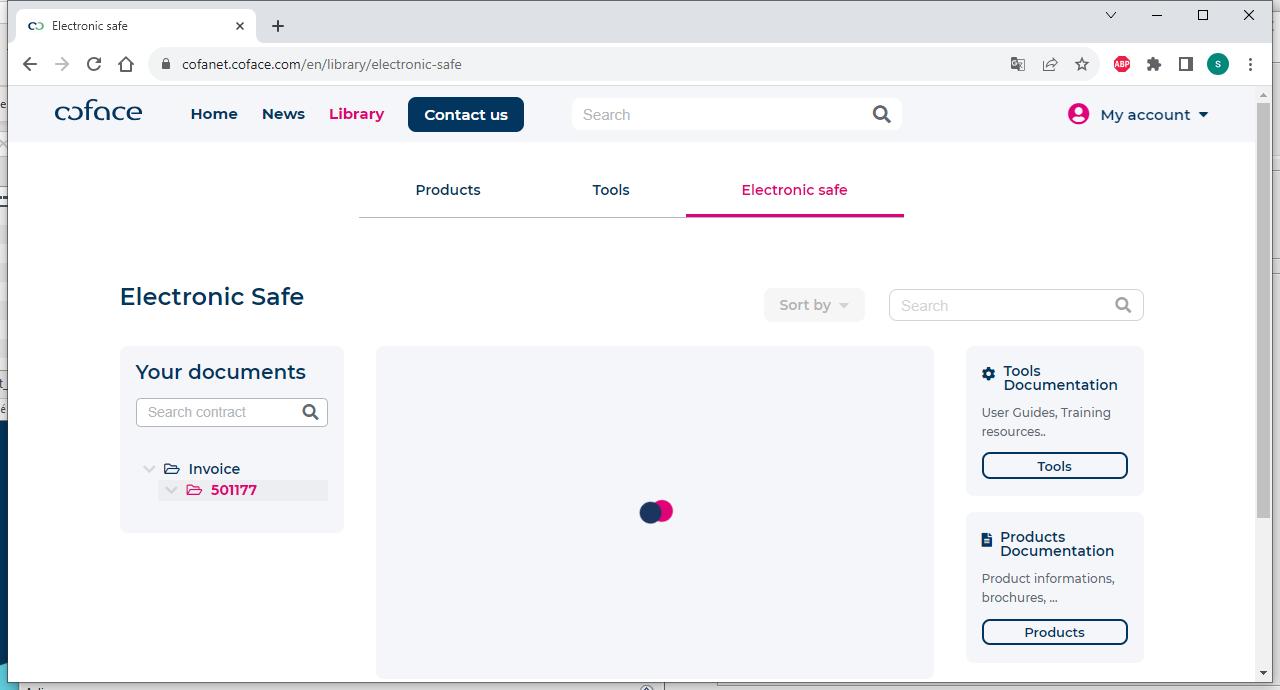 Electronic safe
cofanet.coface.com/en/library/electronic-safe
ABP
S
coface
Home
News
Library
Contact us
Search
My account
Products
Tools
Electronic safe
Electronic Safe
Sort by
Search
Your documents
Search contract
Invoice
501177
Tools
Documentation
User Guides, Training
resources..
Tools
Products
Documentation
Product informations,
brochures, ...
Products